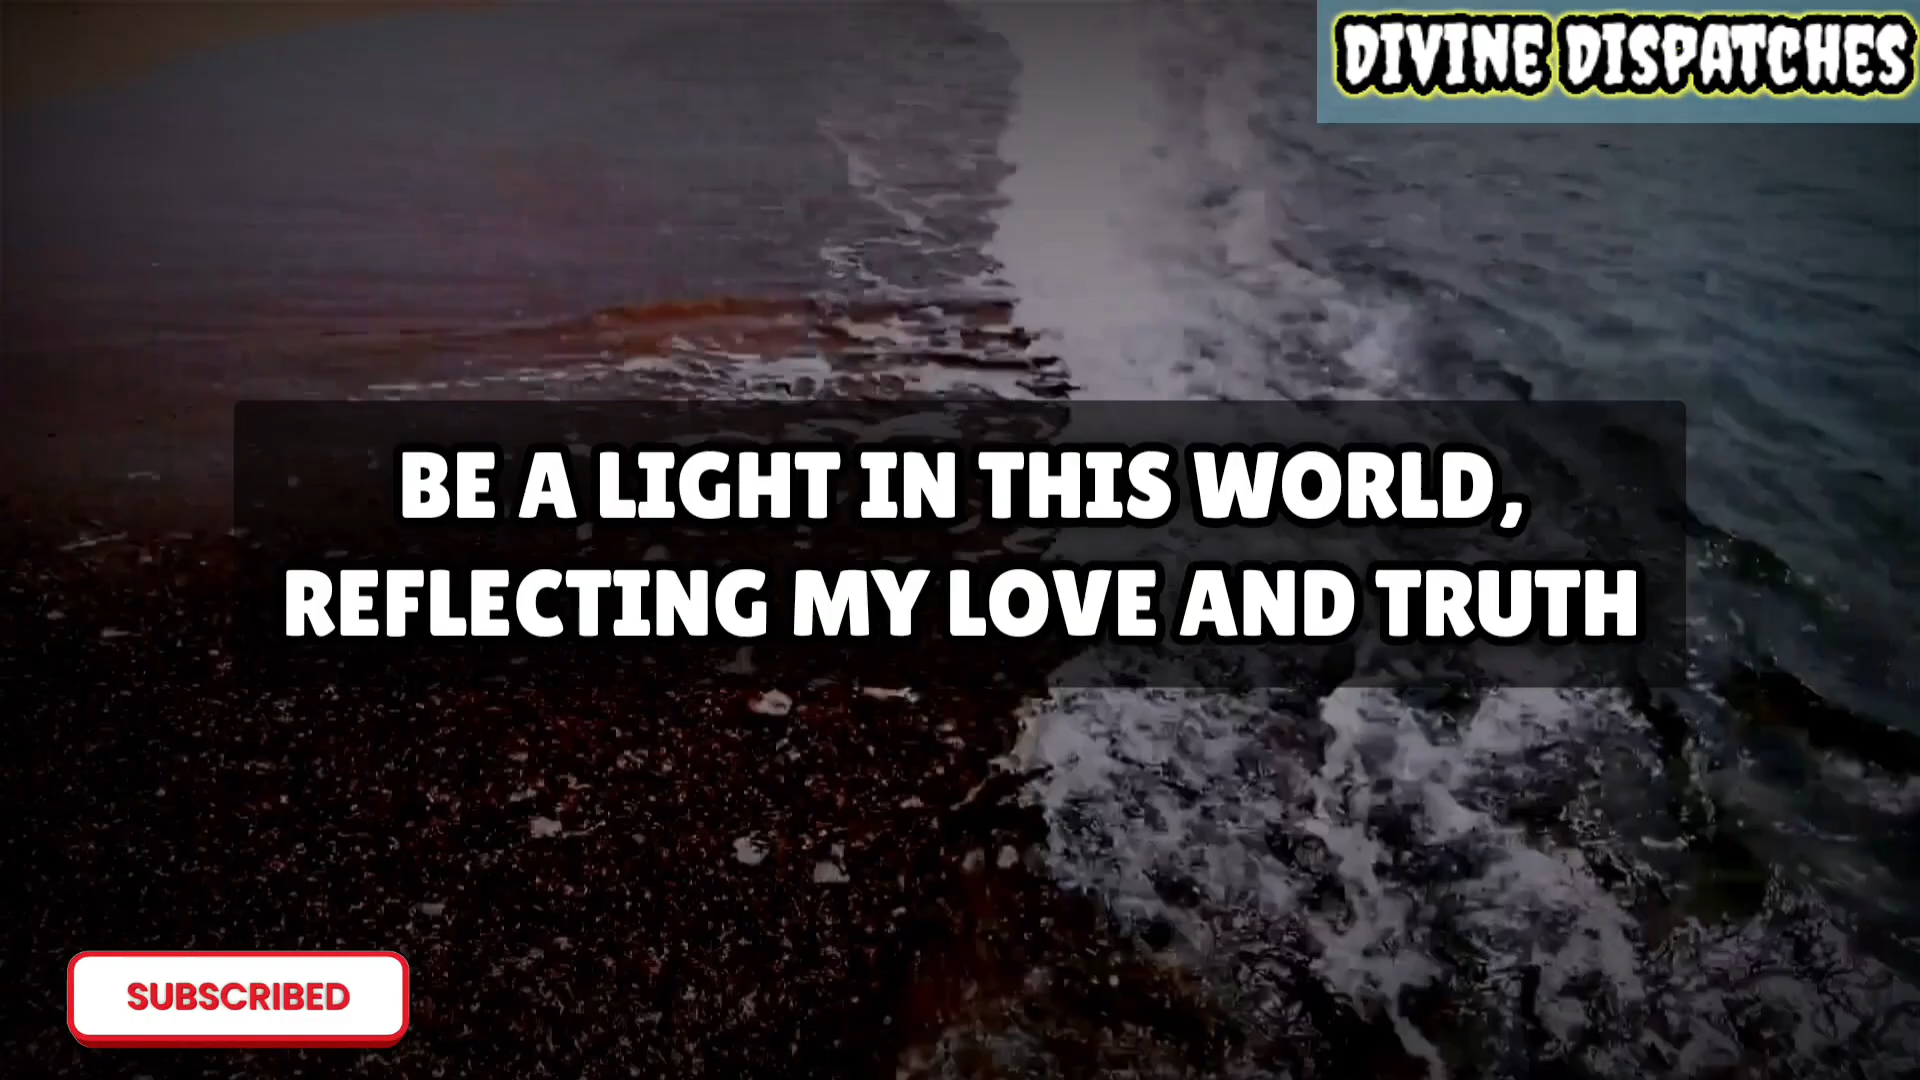 DIVINE DISPATCHES
BE A LIGHT IN THIS WORLD,
REFLECTING MY LOVE AND TRUTH
SUBSCRIBED